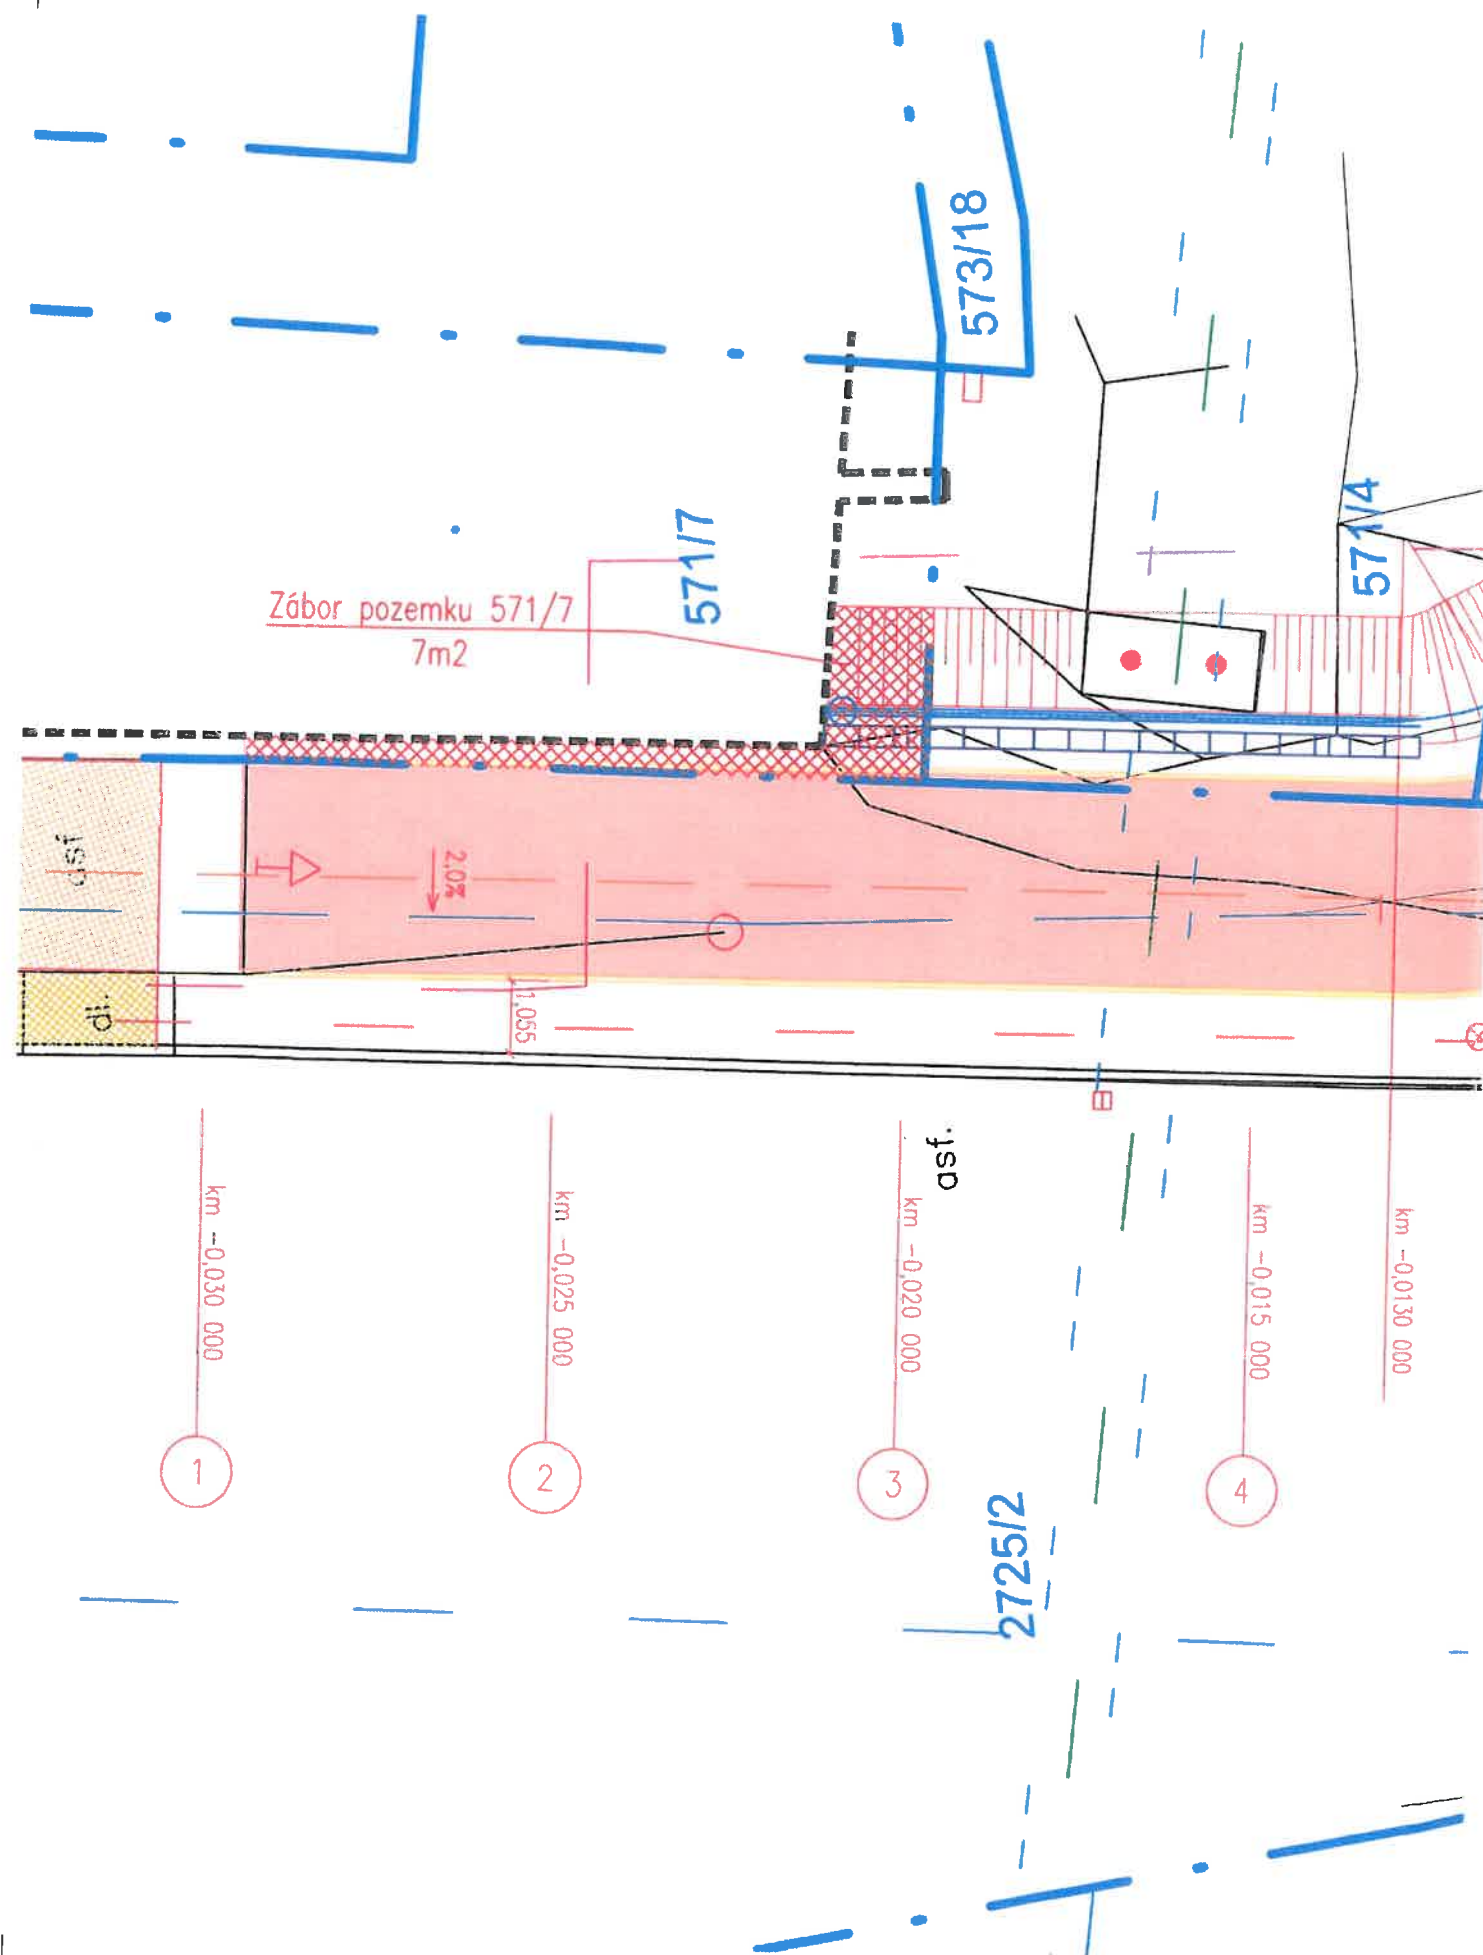 573/18
571/4
571/7
Zábor pozemku 571/7
7m2
asf
2,0%
dl.
1,055
asf.
km -0,030 000
km -0,025 000
km -0,020 000
km -0,015 000
km -0,0130 000
1
2
3
4
2725/2